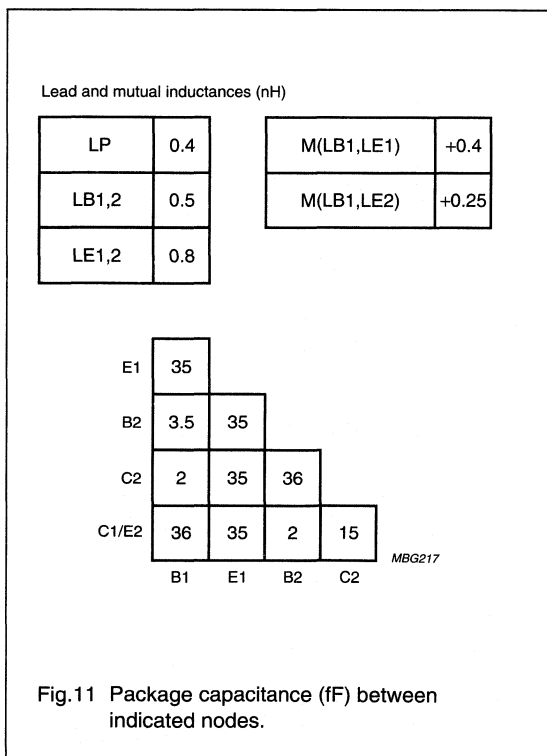 Lead and mutual inductances (nH)
LP 0.4
LB1,2 0.5
LE1,2 0.8
M(LB1,LE1) +0.4
M(LB1,LE2) +0.25
E1 35
B2 3.5 35
C2 2 35 36
C1/E2 36 35 2 15
B1 E1 B2 C2
MBG217
Fig.11 Package capacitance (fF) between
indicated nodes.